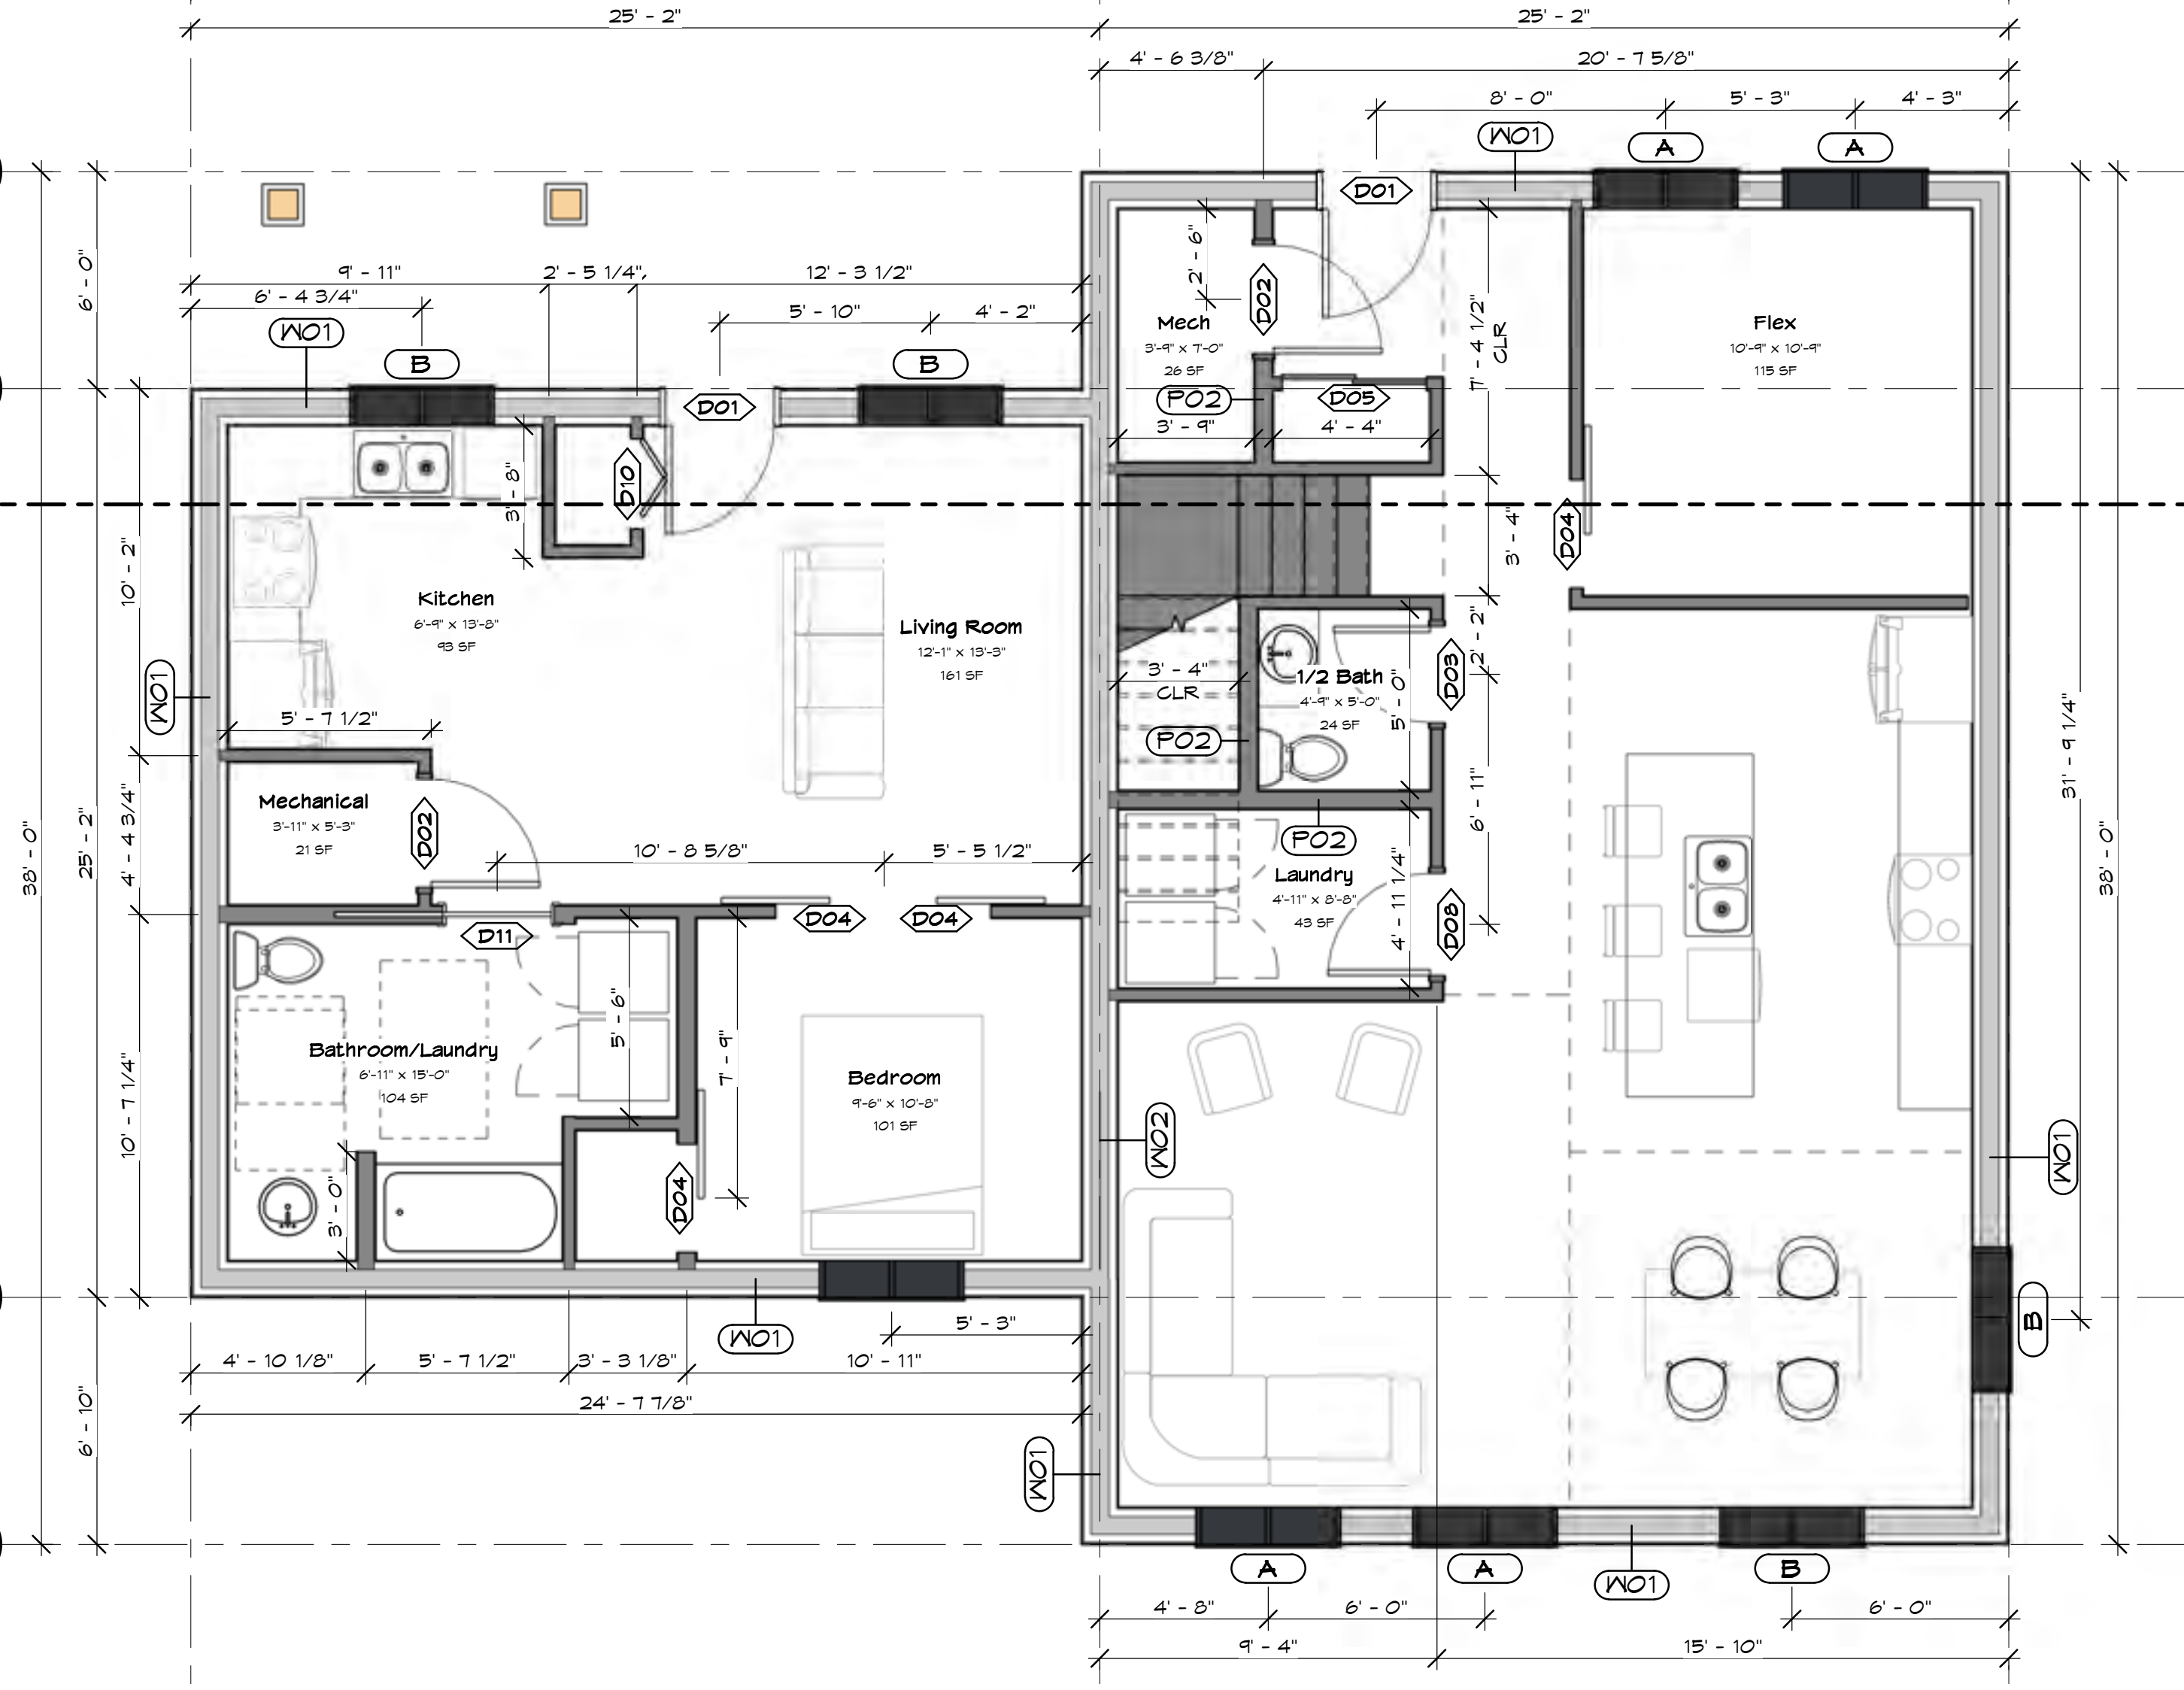 25' - 2"
25' - 2"
4' - 6 3/8"
20' - 7 5/8"
8' - 0"
5' - 3"
4' - 3"
W01
A
A
D01
6' - 0"
9' - 11"
2' - 5 1/4"
12' - 3 1/2"
6' - 4 3/4"
5' - 10"
4' - 2"
W01
B
B
D01
2' - 6"
D02
Mech
3'-9" x 7'-0"
26 SF
P02
D05
3' - 9"
4' - 4"
7' - 4 1/2"
CLR
Flex
10'-9" x 10'-9"
115 SF
3' - 8"
D10
10' - 2"
3' - 4"
D04
Kitchen
6'-9" x 13'-8"
93 SF
Living Room
12'-1" x 13'-3"
161 SF
W01
5' - 7 1/2"
3' - 4"
CLR
P02
1/2 Bath
4'-9" x 5'-0"
24 SF
5' - 0"
D03
2' - 2"
6' - 11"
31' - 9 1/4"
38' - 0"
25' - 2"
4' - 4 3/4"
Mechanical
3'-11" x 5'-3"
21 SF
D02
10' - 8 5/8"
5' - 5 1/2"
P02
Laundry
4'-11" x 8'-8"
43 SF
4' - 11 1/4"
D08
38' - 0"
D11
D04
D04
10' - 7 1/4"
Bathroom/Laundry
6'-11" x 15'-0"
104 SF
5' - 6"
7' - 9"
Bedroom
9'-6" x 10'-8"
101 SF
3' - 0"
D04
W02
W01
B
6' - 10"
W01
5' - 3"
4' - 10 1/8"
5' - 7 1/2"
3' - 3 1/8"
10' - 11"
24' - 7 7/8"
W01
A
A
W01
B
4' - 8"
6' - 0"
6' - 0"
9' - 4"
15' - 10"